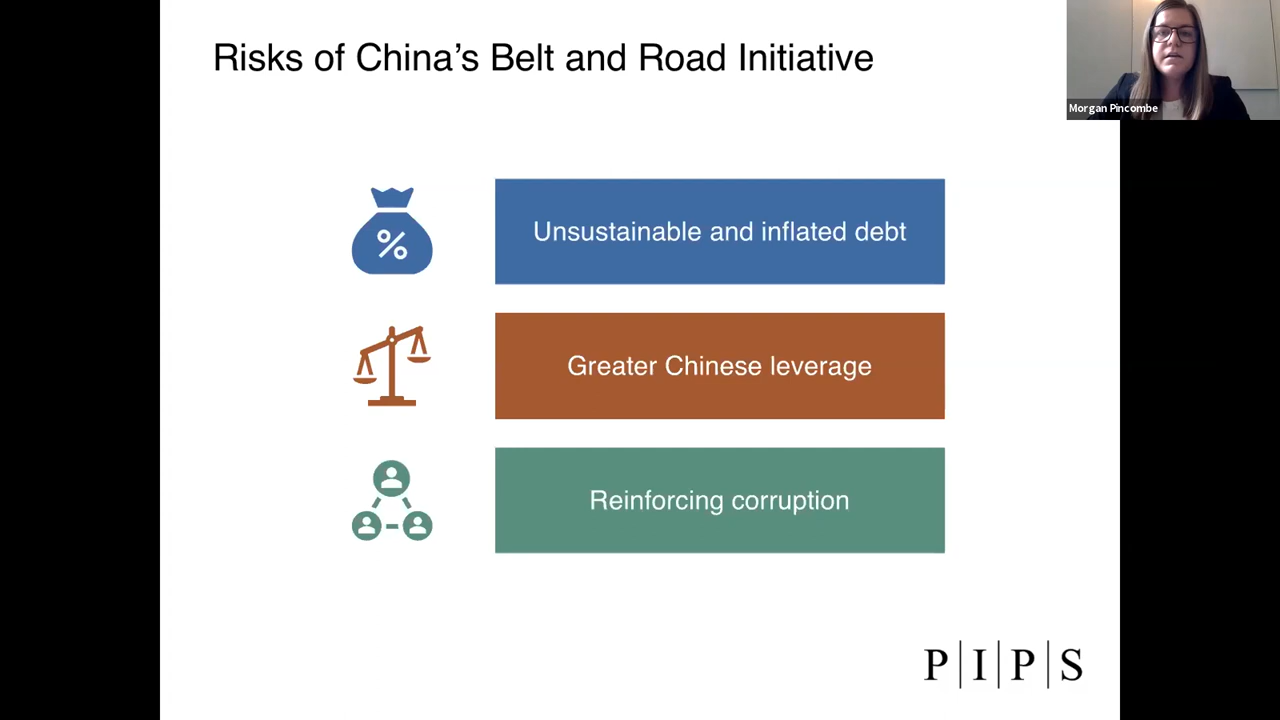 Risks of China's Belt and Road Initiative
Morgan Pincombe
%
Unsustainable and inflated debt
Greater Chinese leverage
Reinforcing corruption
P|I|P|S